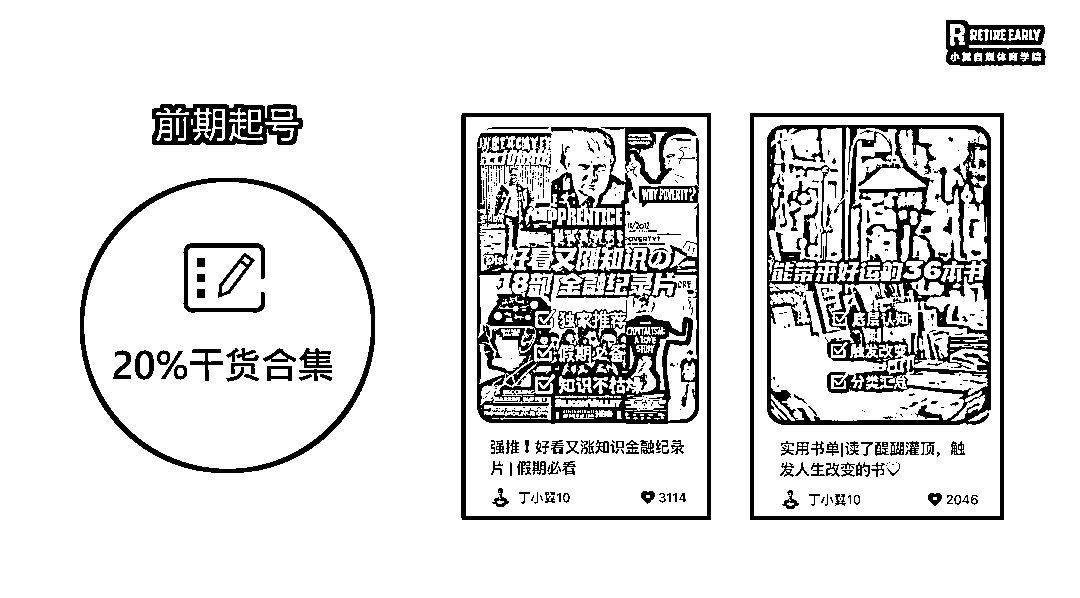 RETIRE EARLY
小翼自媒体商学院
前期起号
20%干货合集
WHY POVERTY?
APPRENTICE
好看又涨知识の
18部金融纪录片
独家推荐
假期必备
知识不枯燥
强推！好看又涨知识金融纪录
片 | 假期必看
丁小翼10
3114
能带来好运的36本书
底层认知
触发改变
分类汇总
实用书单|读了醍醐灌顶，触
发人生改变的书♡
丁小翼10
2046